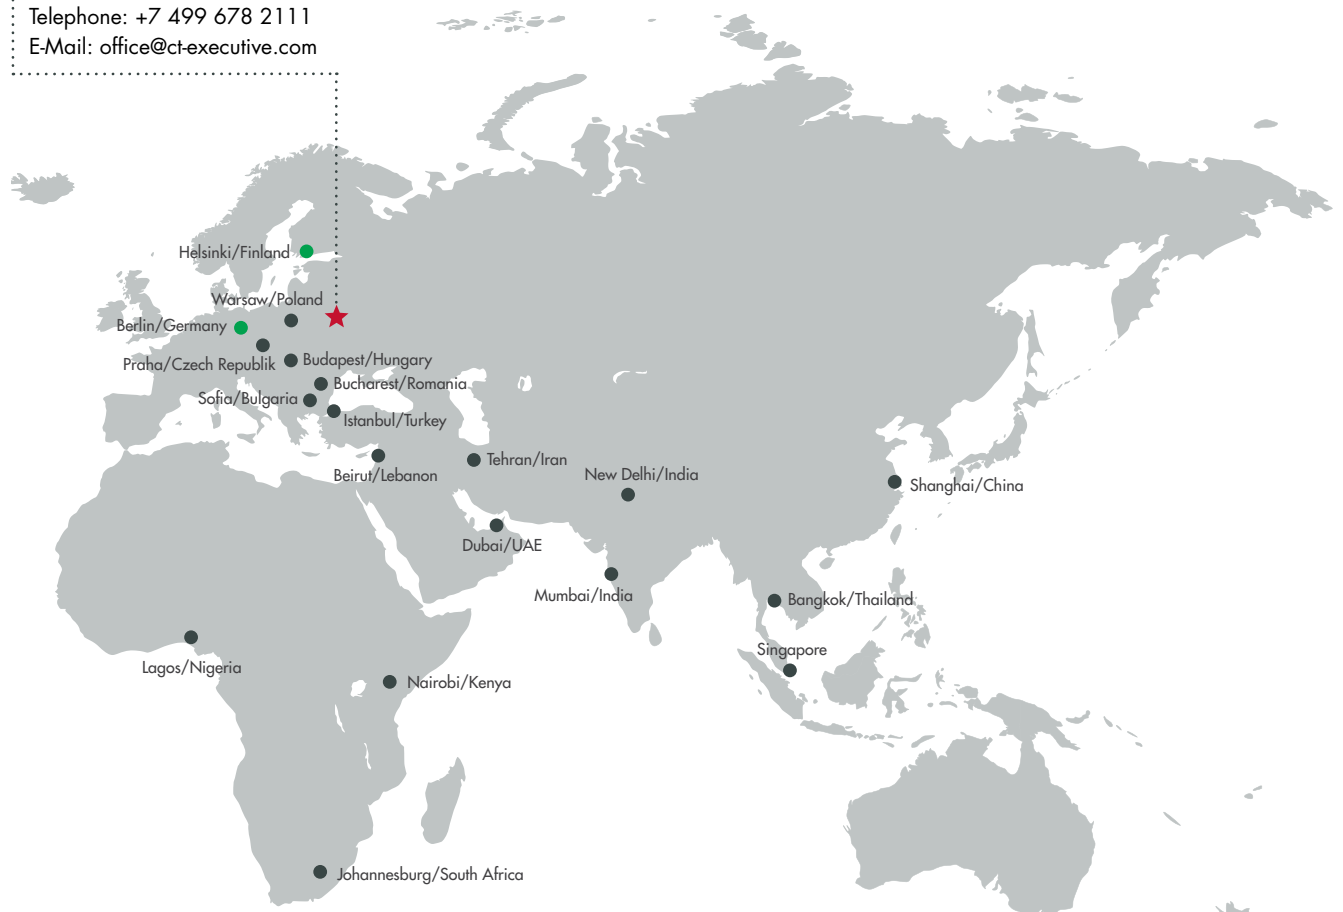 Telephone: +7 499 678 2111
E-Mail: office@ct-executive.com
Helsinki/Finland
Warsaw/Poland
Berlin/Germany
Praha/Czech Republik
Budapest/Hungary
Bucharest/Romania
Sofia/Bulgaria
Istanbul/Turkey
Beirut/Lebanon
Tehran/Iran
New Delhi/India
Shanghai/China
Dubai/UAE
Mumbai/India
Bangkok/Thailand
Singapore
Lagos/Nigeria
Nairobi/Kenya
Johannesburg/South Africa